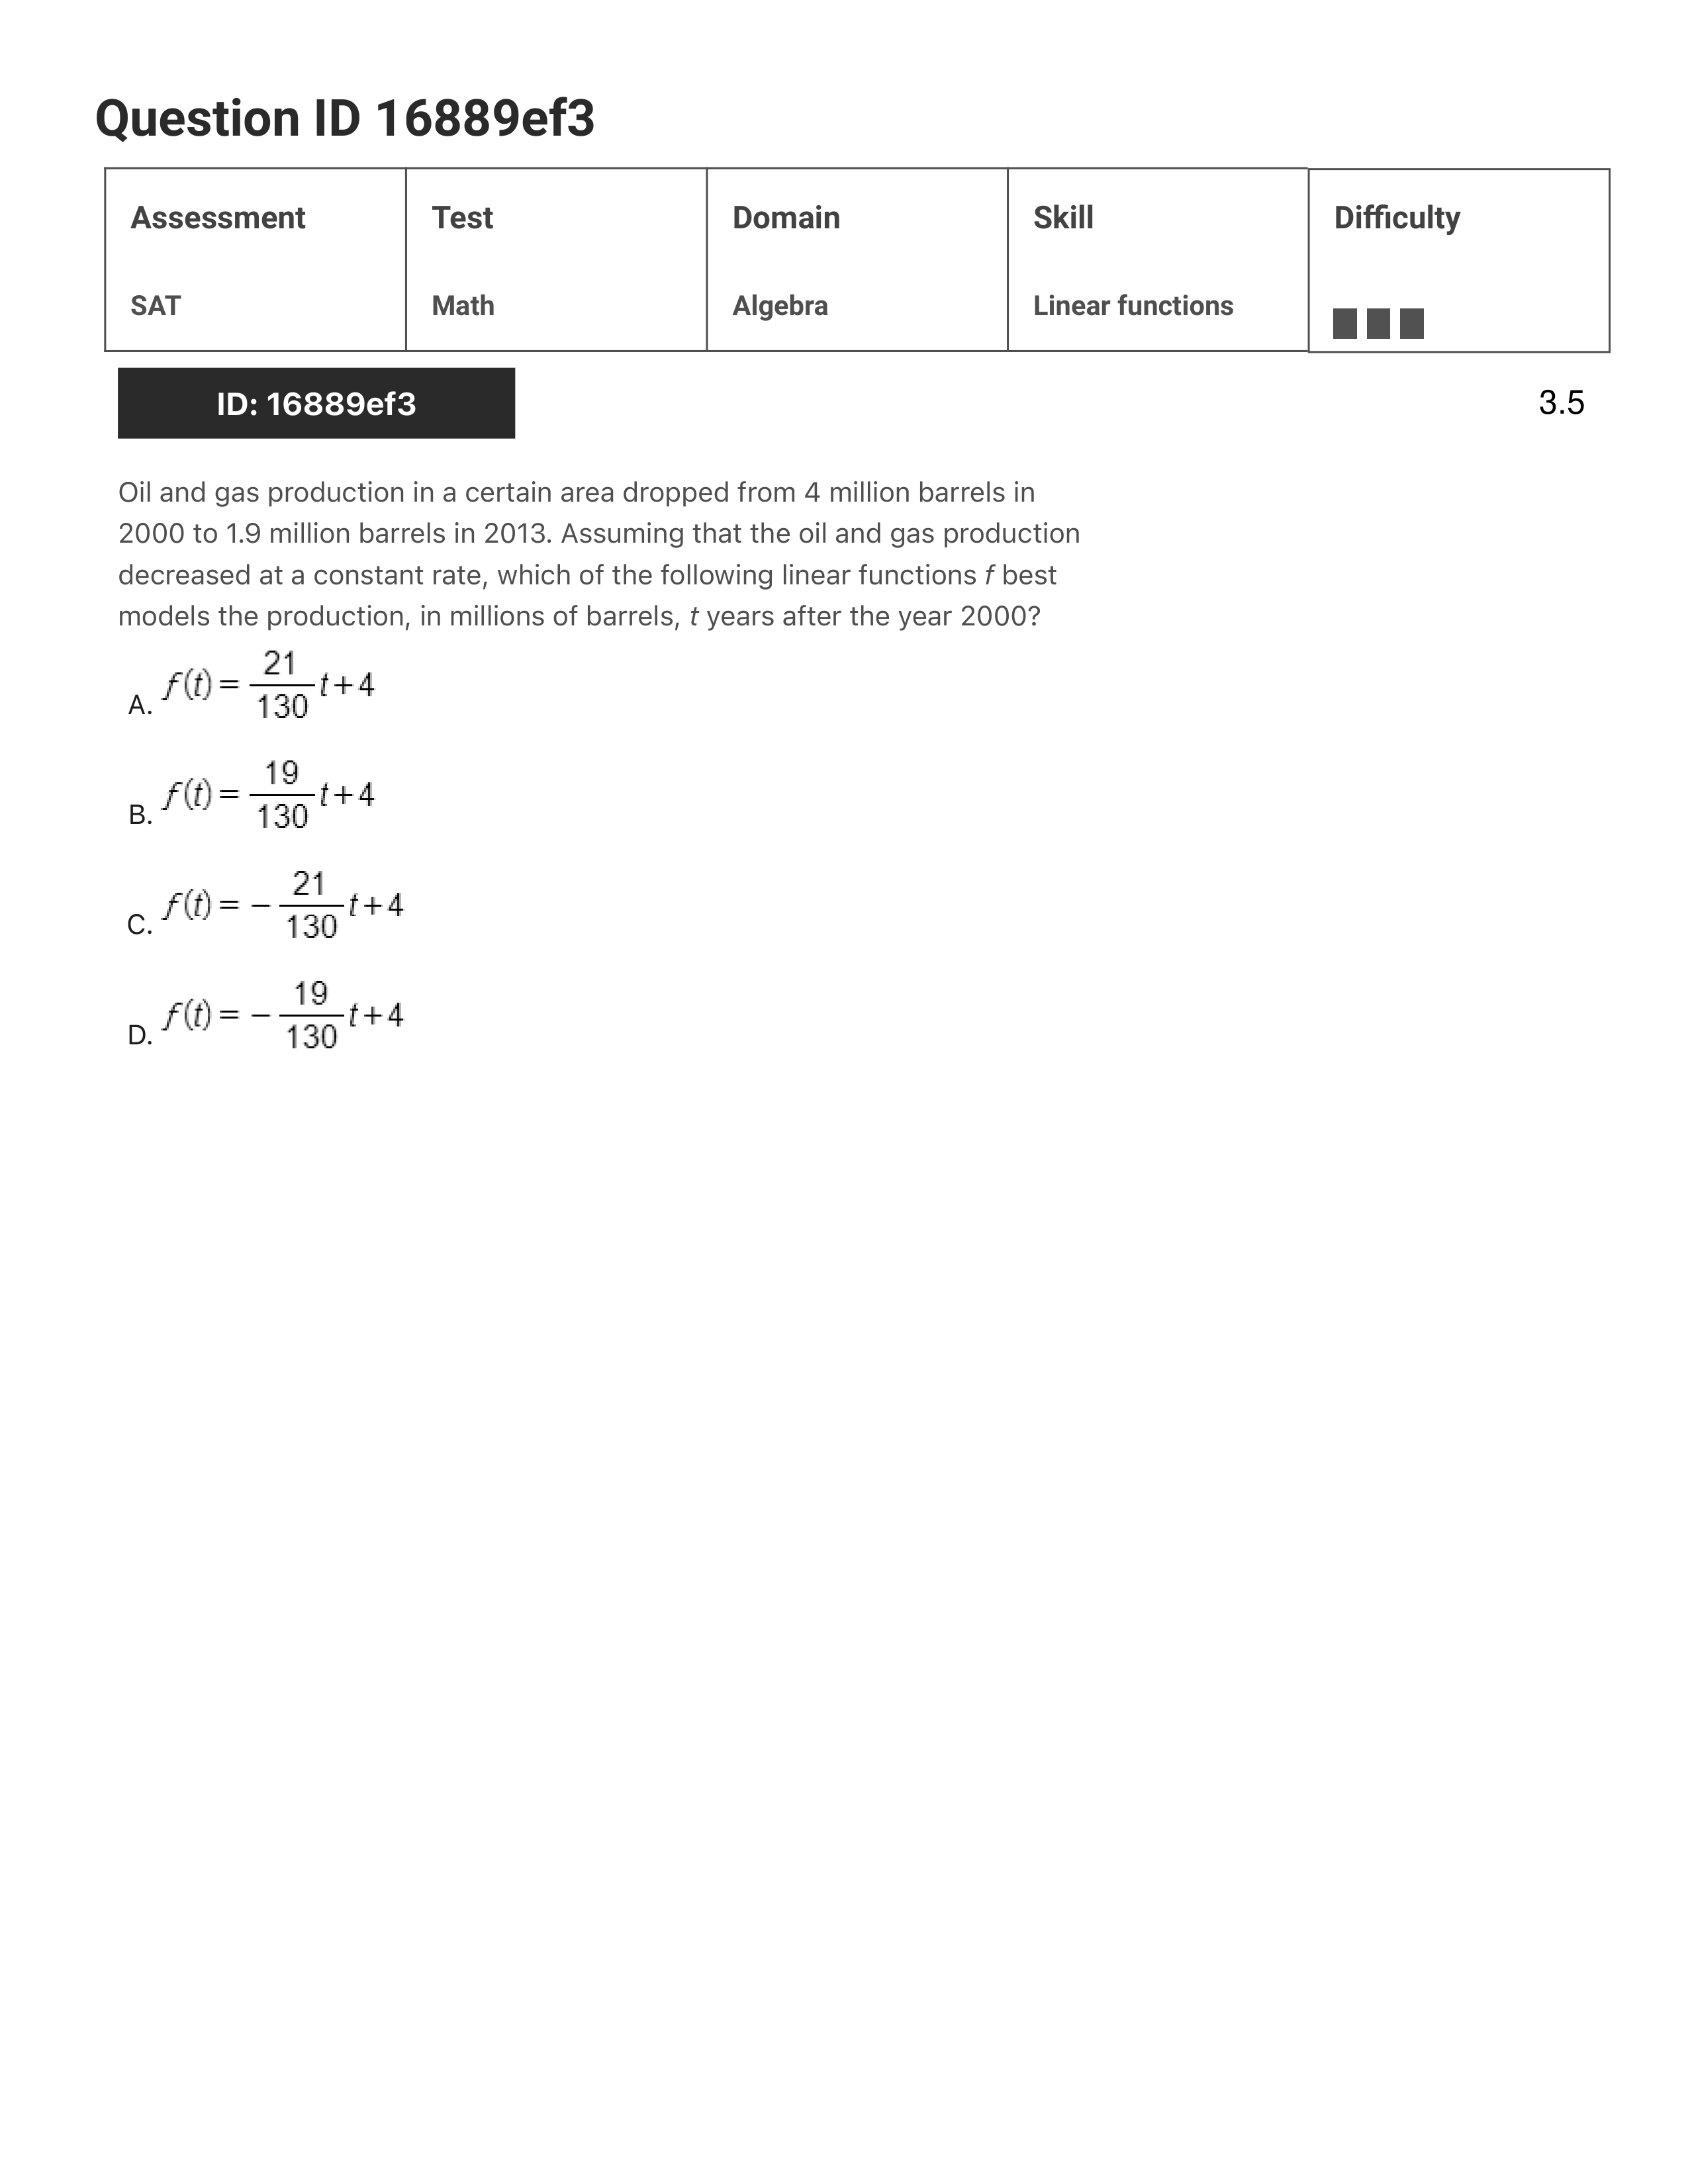 Question ID 16889ef3
Assessment Test Domain Skill Difficulty
SAT Math Algebra Linear functions
ID: 16889ef3 3.5
Oil and gas production in a certain area dropped from 4 million barrels in
2000 to 1.9 million barrels in 2013. Assuming that the oil and gas production
decreased at a constant rate, which of the following linear functions f best
models the production, in millions of barrels, t years after the year 2000?
A. f(t) = 21/130 t + 4
B. f(t) = 19/130 t + 4
C. f(t) = − 21/130 t + 4
D. f(t) = − 19/130 t + 4